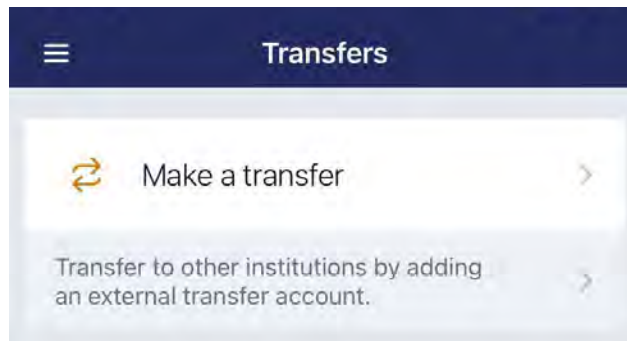 Transfers
Make a transfer
Transfer to other institutions by adding
an external transfer account.